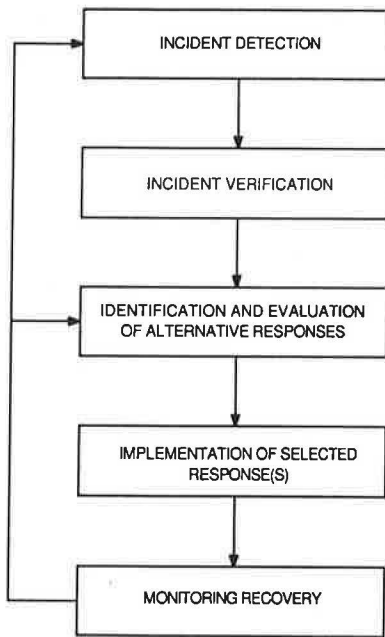 INCIDENT DETECTION
INCIDENT VERIFICATION
IDENTIFICATION AND EVALUATION
OF ALTERNATIVE RESPONSES
IMPLEMENTATION OF SELECTED
RESPONSE(S)
MONITORING RECOVERY